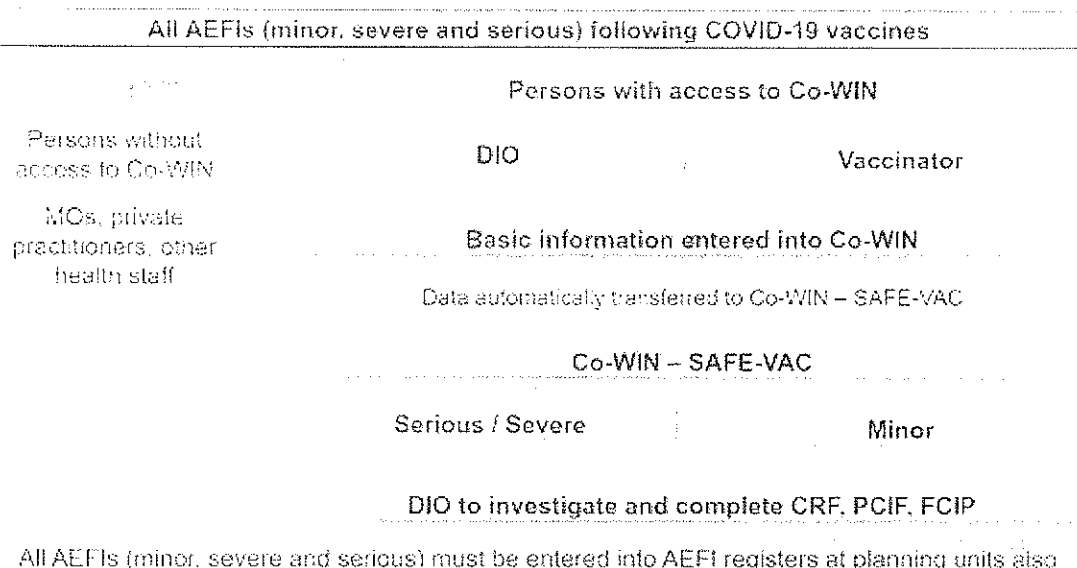 All AEFIs (minor, severe and serious) following COVID-19 vaccines
Persons with access to Co-WIN
Persons without
access to Co-WIN
DIO
Vaccinator
MOs, private
practitioners, other
health staff
Basic information entered into Co-WIN
Data automatically transferred to Co-WIN – SAFE-VAC
Co-WIN – SAFE-VAC
Serious / Severe
Minor
DIO to investigate and complete CRF, PCIF, FCIP
All AEFIs (minor, severe and serious) must be entered into AEFI registers at planning units also